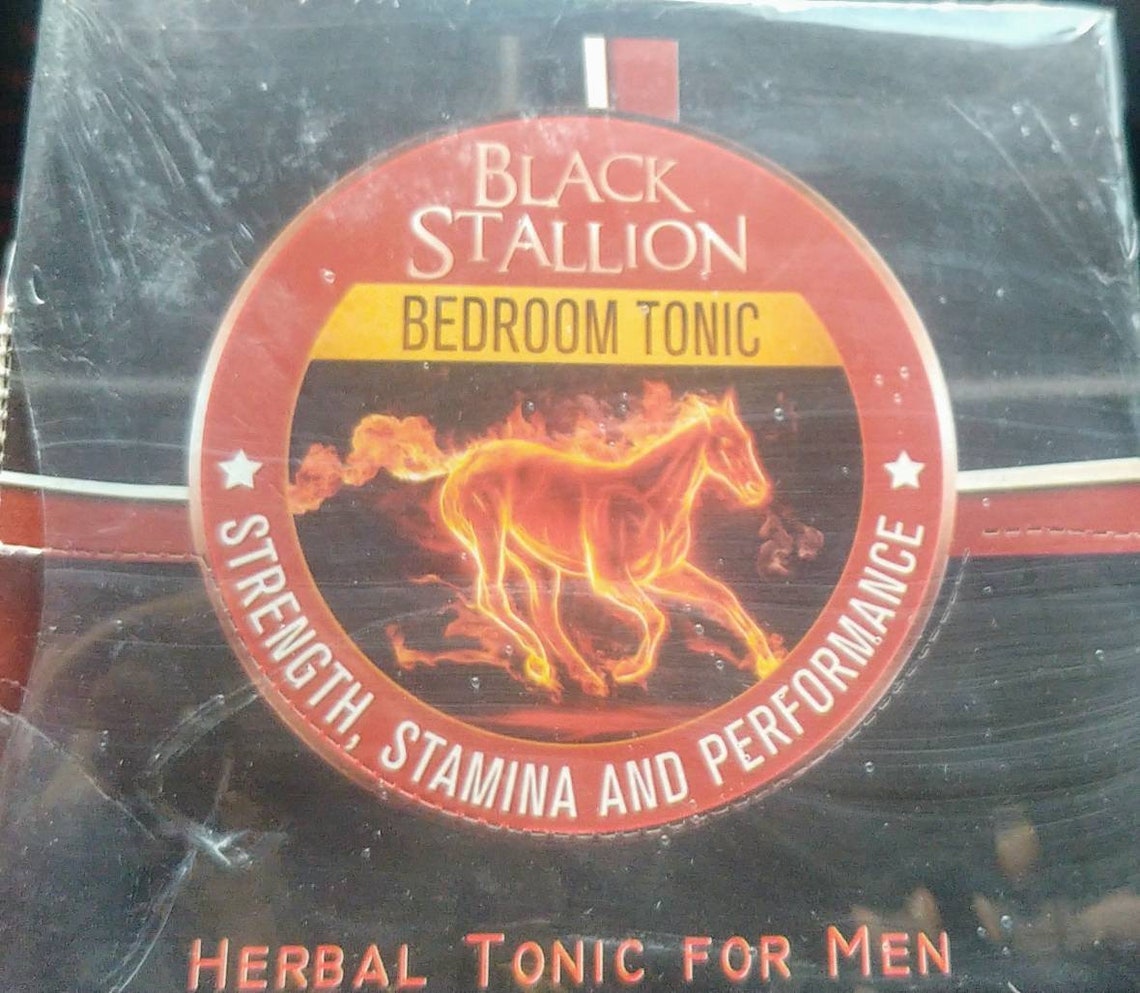 BLACK
STALLION
BEDROOM TONIC
STRENGTH, STAMINA AND PERFORMANCE
HERBAL TONIC FOR MEN